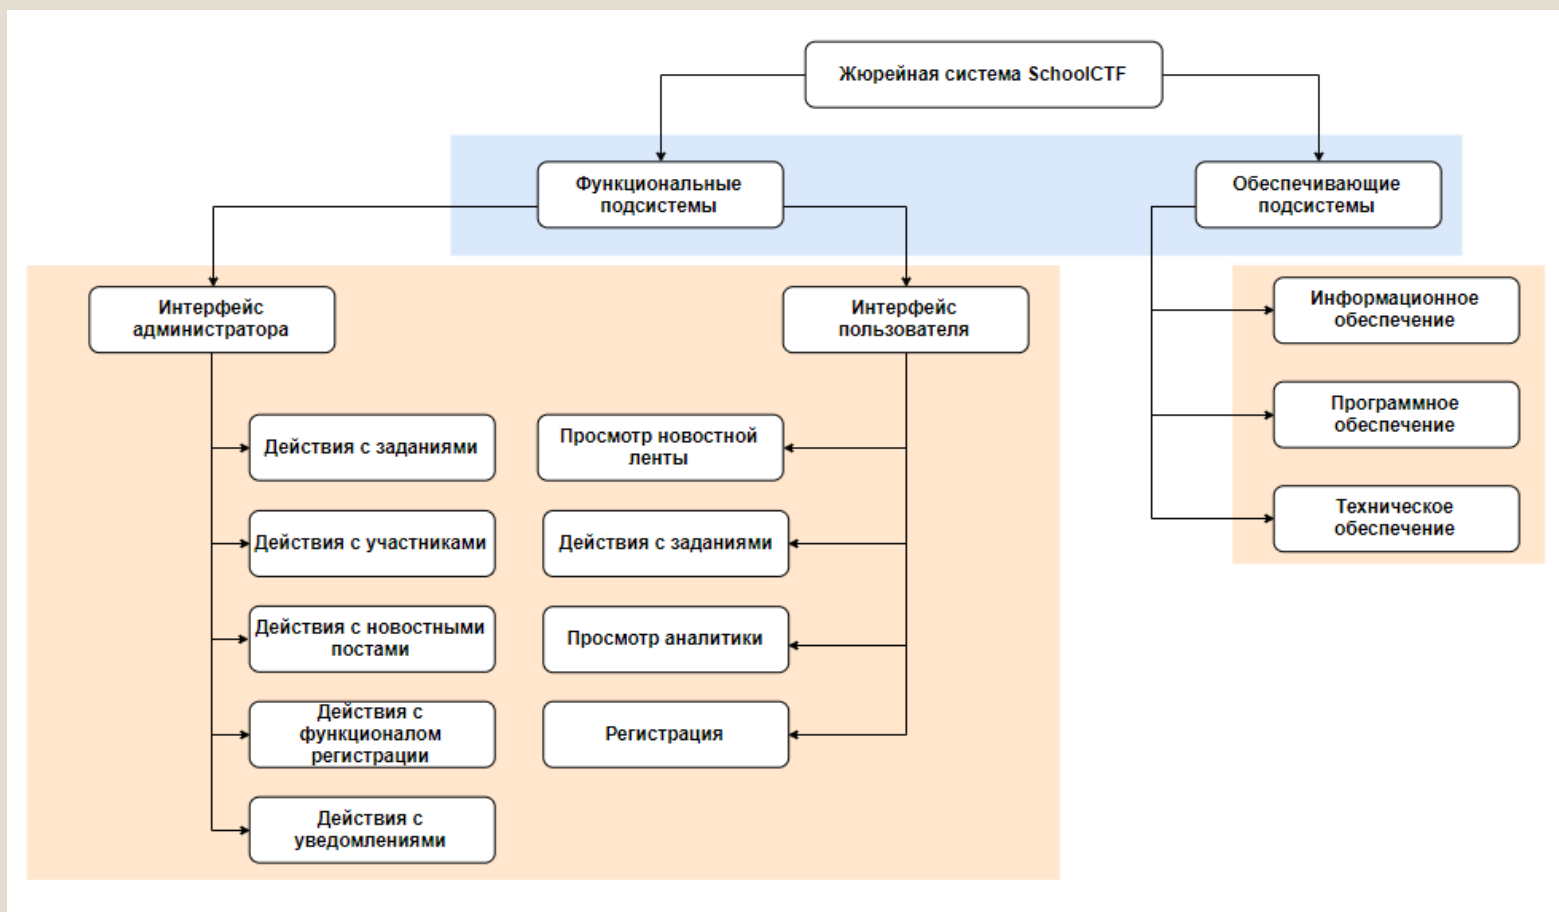 Жюрейная система SchoolCTF
Функциональные
подсистемы
Обеспечивающие
подсистемы
Интерфейс
администратора
Интерфейс
пользователя
Информационное
обеспечение
Программное
обеспечение
Техническое
обеспечение
Действия с заданиями
Действия с участниками
Действия с новостными
постами
Действия с
функционалом
регистрации
Действия с
уведомлениями
Просмотр новостной
ленты
Действия с заданиями
Просмотр аналитики
Регистрация